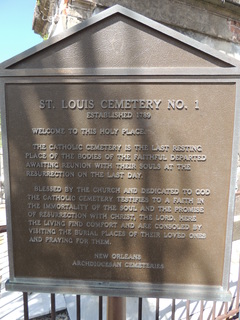 ST. LOUIS CEMETERY NO. 1
ESTABLISHED 1789
WELCOME TO THIS HOLY PLACE.
THE CATHOLIC CEMETERY IS THE LAST RESTING
PLACE OF THE BODIES OF THE FAITHFUL DEPARTED
AWAITING REUNION WITH THEIR SOULS AT THE
RESURRECTION ON THE LAST DAY.
BLESSED BY THE CHURCH AND DEDICATED TO GOD
THE CATHOLIC CEMETERY TESTIFIES TO A FAITH IN
THE IMMORTALITY OF THE SOUL AND THE PROMISE
OF RESURRECTION WITH CHRIST, THE LORD. HERE
THE LIVING FIND COMFORT AND ARE CONSOLED BY
VISITING THE BURIAL PLACES OF THEIR LOVED ONES
AND PRAYING FOR THEM.
NEW ORLEANS
ARCHDIOCESAN CEMETERIES